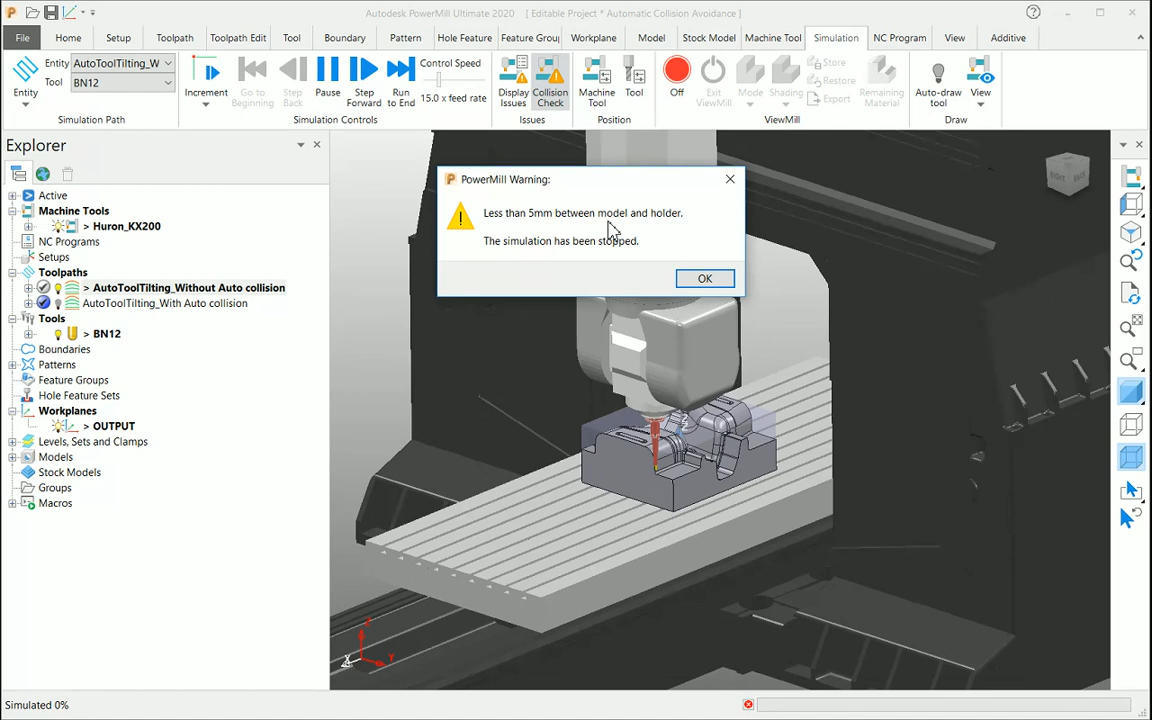 Autodesk PowerMill Ultimate 2020 [ Editable Project * Automatic Collision Avoidance ]
File Home Setup Toolpath Toolpath Edit Tool Boundary Pattern Hole Feature Feature Group Workplane Model Stock Model Machine Tool Simulation NC Program View Additive
Entity AutoToolTilting_W
Tool BN12
Entity
Simulation Path
Increment
Go to Beginning
Step Back
Pause
Step Forward
Run to End
Control Speed
15.0 x feed rate
Simulation Controls
Display Issues
Collision Check
Issues
Machine Tool
Tool
Position
Off
Exit ViewMill
Mode
Shading
Store
Restore
Export
Remaining Material
ViewMill
Auto-draw tool
View
Draw
Explorer
Active
Machine Tools
> Huron_KX200
NC Programs
Setups
Toolpaths
> AutoToolTilting_Without Auto collision
AutoToolTilting_With Auto collision
Tools
> BN12
Boundaries
Patterns
Feature Groups
Hole Feature Sets
Workplanes
> OUTPUT
Levels, Sets and Clamps
Models
Stock Models
Groups
Macros
PowerMill Warning:
Less than 5mm between model and holder.
The simulation has been stopped.
OK
RIGHT BACK
Z
Z
X Y
Simulated 0%